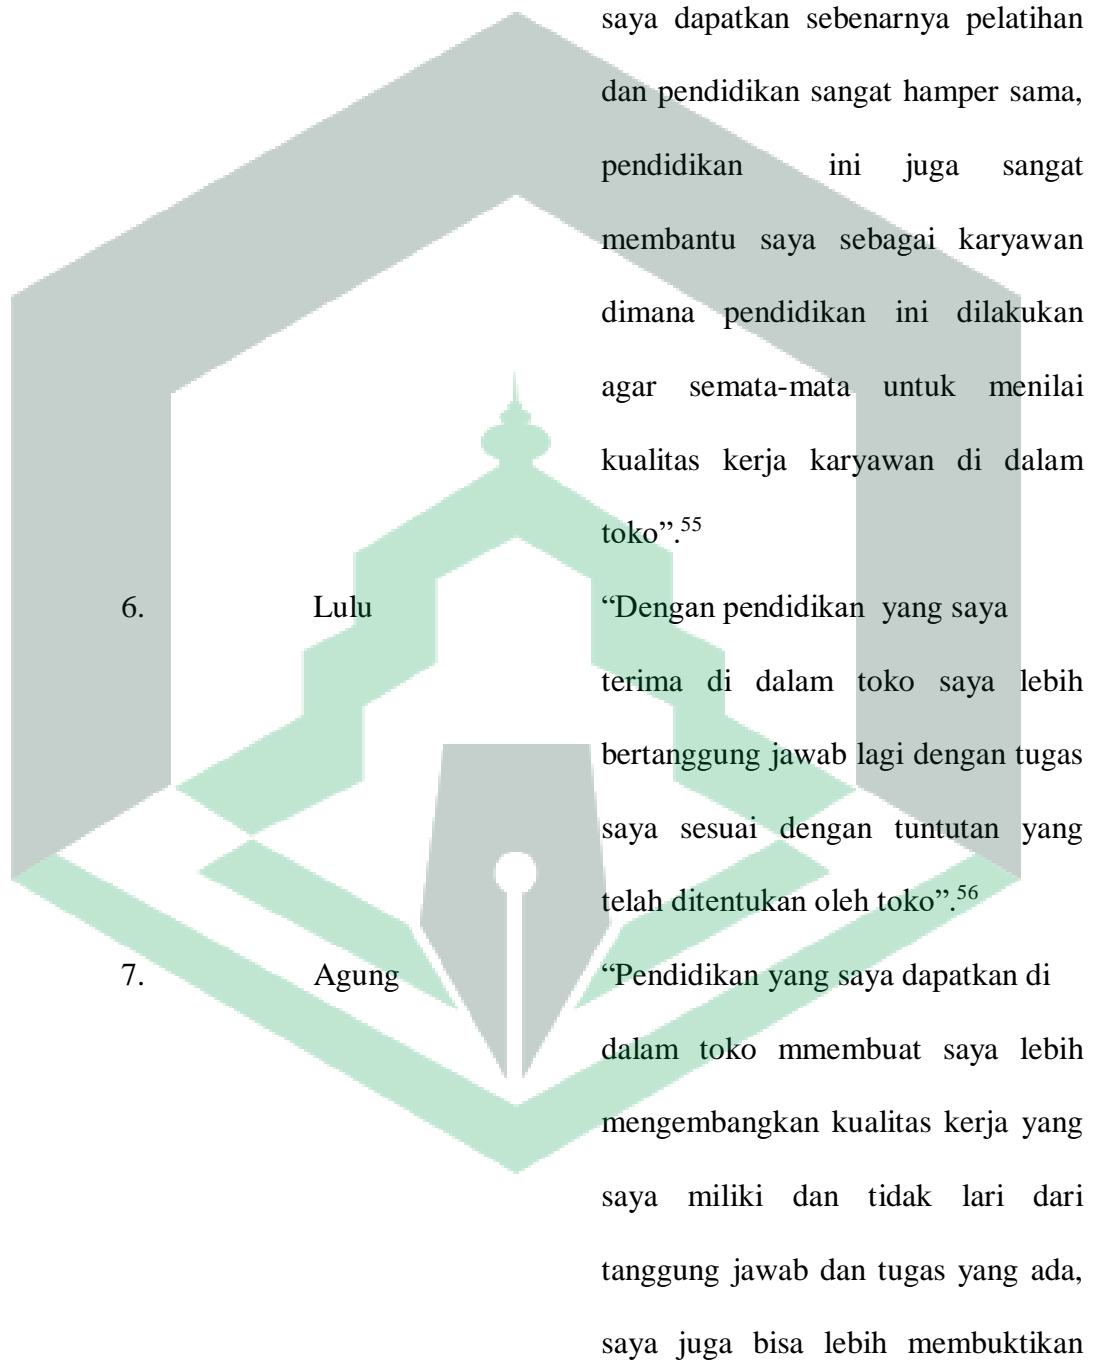 saya dapatkan sebenarnya pelatihan
dan pendidikan sangat hamper sama,
pendidikan ini juga sangat
membantu saya sebagai karyawan
dimana pendidikan ini dilakukan
agar semata-mata untuk menilai
kualitas kerja karyawan di dalam
toko”.55
6. Lulu “Dengan pendidikan yang saya
terima di dalam toko saya lebih
bertanggung jawab lagi dengan tugas
saya sesuai dengan tuntutan yang
telah ditentukan oleh toko”.56
7. Agung “Pendidikan yang saya dapatkan di
dalam toko mmembuat saya lebih
mengembangkan kualitas kerja yang
saya miliki dan tidak lari dari
tanggung jawab dan tugas yang ada,
saya juga bisa lebih membuktikan